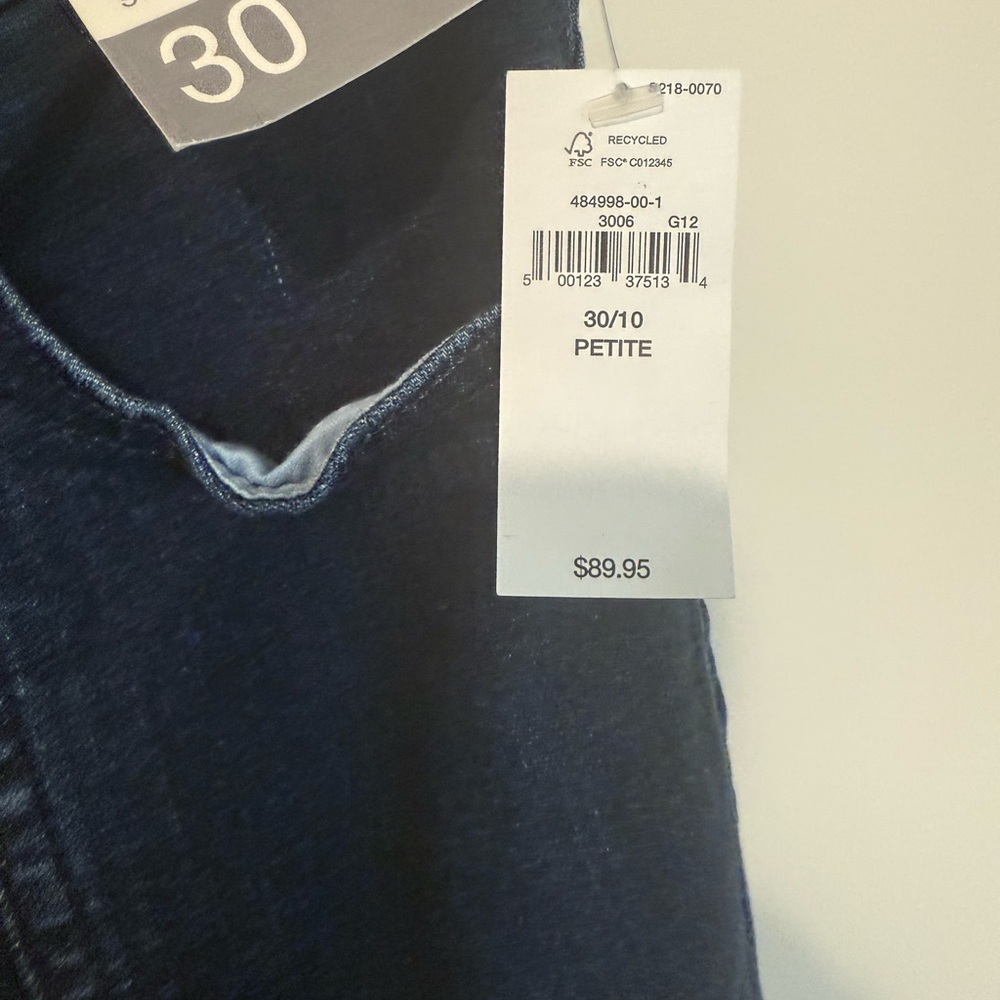 30
218-0070
RECYCLED
FSC
FSC® C012345
484998-00-1
3006 G12
5 00123 37513 4
30/10
PETITE
$89.95